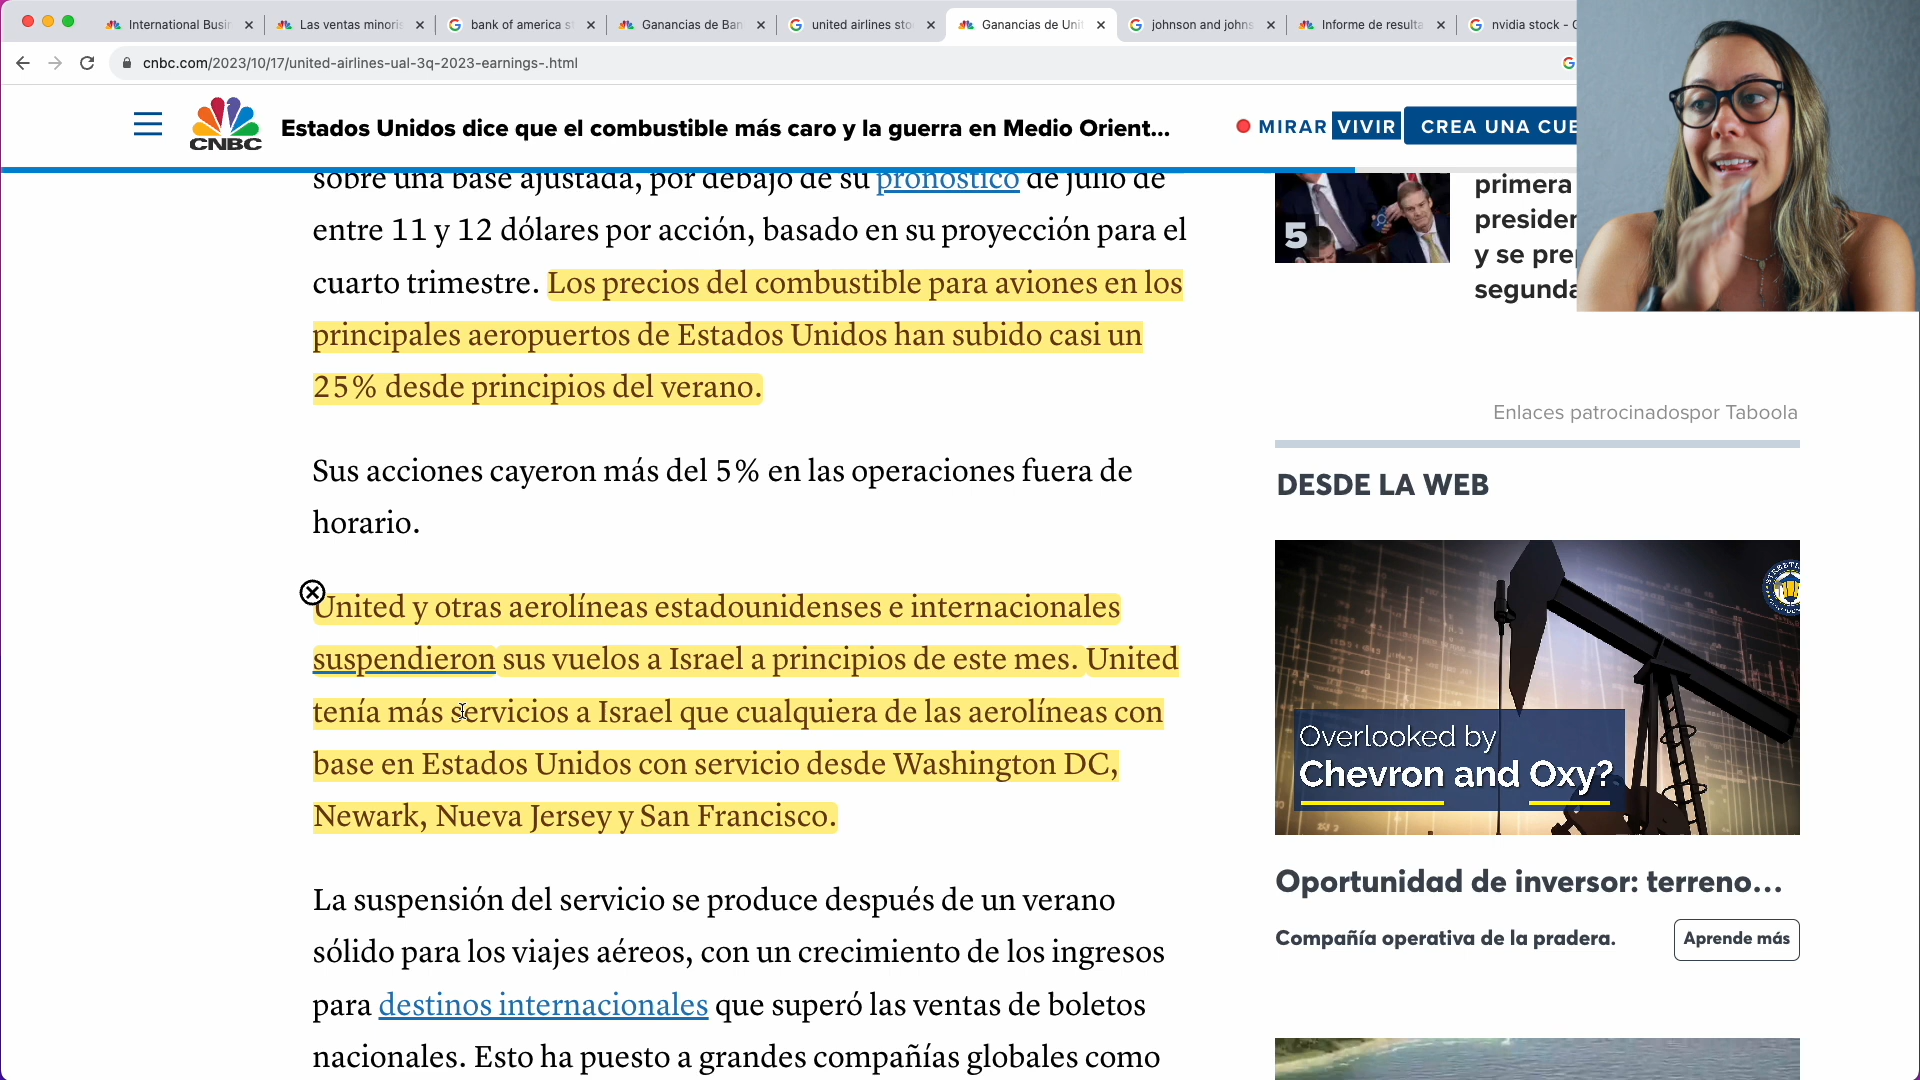 International Busin
Las ventas minoris
bank of america st
Ganancias de Ban
united airlines sto
Ganancias de Unit
johnson and johns
Informe de resulta
nvidia stock - G
cnbc.com/2023/10/17/united-airlines-ual-3q-2023-earnings-.html
CNBC
Estados Unidos dice que el combustible más caro y la guerra en Medio Orient...
MIRAR VIVIR
CREA UNA CUE
sobre una base ajustada, por debajo de su pronóstico de julio de
entre 11 y 12 dólares por acción, basado en su proyección para el
cuarto trimestre. Los precios del combustible para aviones en los
principales aeropuertos de Estados Unidos han subido casi un
25% desde principios del verano.
Sus acciones cayeron más del 5% en las operaciones fuera de
horario.
United y otras aerolíneas estadounidenses e internacionales
suspendieron sus vuelos a Israel a principios de este mes. United
tenía más servicios a Israel que cualquiera de las aerolíneas con
base en Estados Unidos con servicio desde Washington DC,
Newark, Nueva Jersey y San Francisco.
La suspensión del servicio se produce después de un verano
sólido para los viajes aéreos, con un crecimiento de los ingresos
para destinos internacionales que superó las ventas de boletos
nacionales. Esto ha puesto a grandes compañías globales como
5
primera
presiden
y se pre
segunda
Enlaces patrocinadospor Taboola
DESDE LA WEB
Overlooked by
Chevron and Oxy?
Oportunidad de inversor: terreno...
Compañía operativa de la pradera.
Aprende más